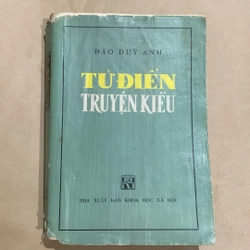 ĐÀO DUY ANH
TỪ ĐIỂN
TRUYỆN KIỀU
NHÀ XUẤT BẢN KHOA HỌC XÃ HỘI